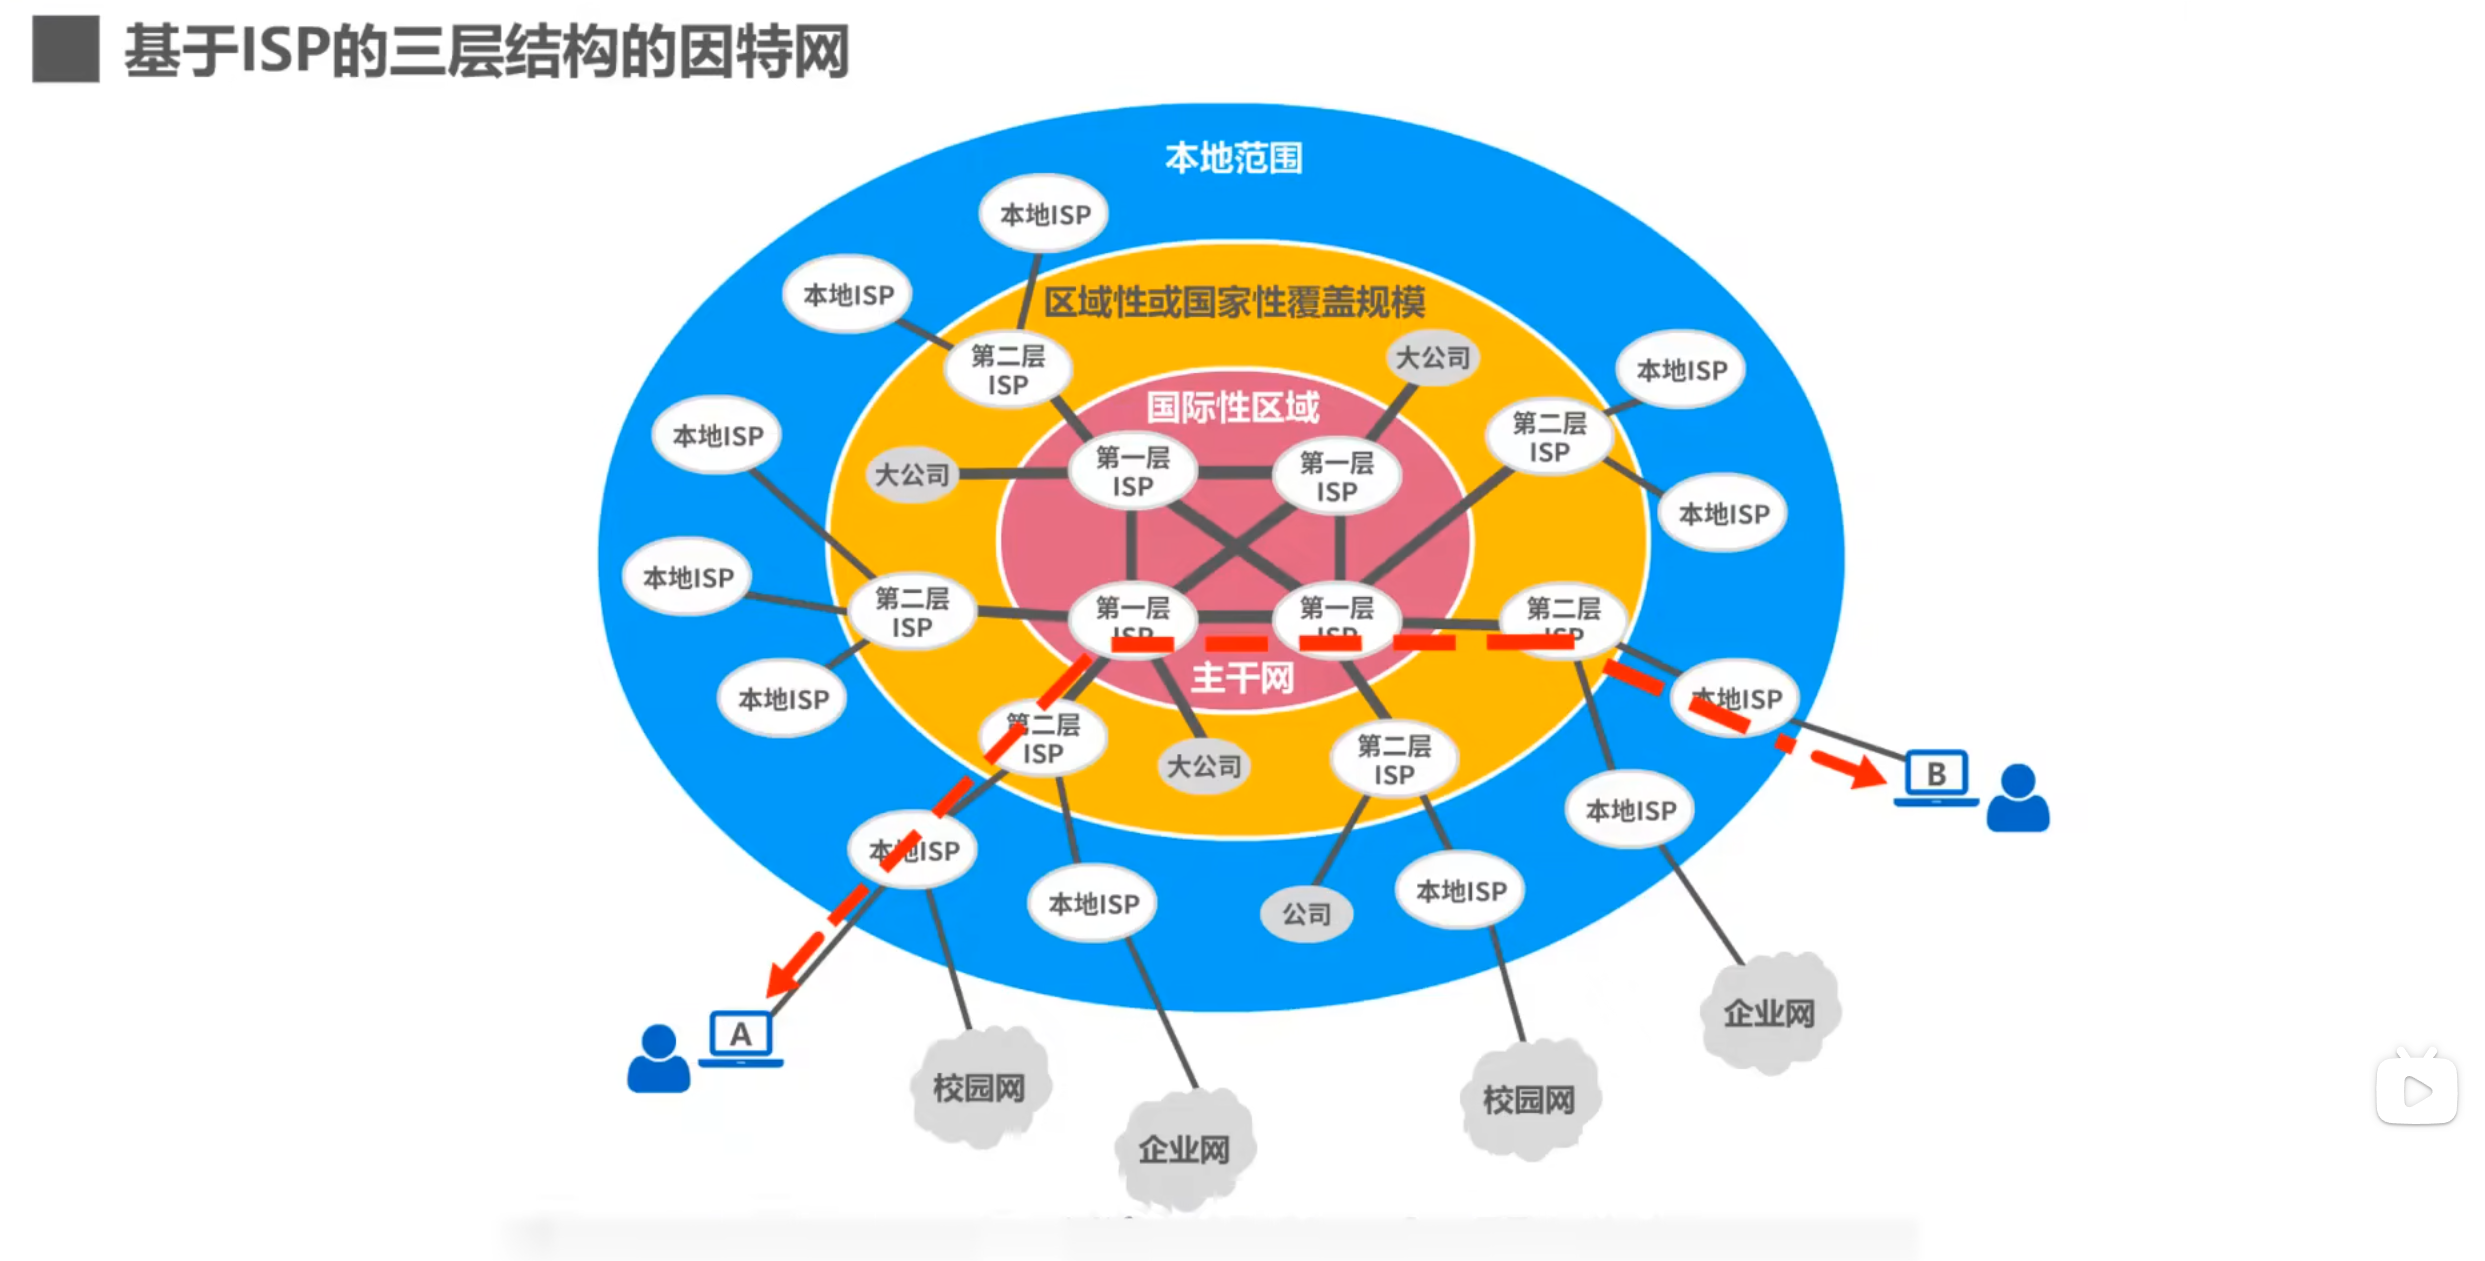 基于ISP的三层结构的因特网
本地范围
本地ISP
本地ISP
区域性或国家性覆盖规模
第二层
ISP
大公司
本地ISP
国际性区域
本地ISP
第二层
ISP
大公司
第一层
ISP
第一层
ISP
本地ISP
本地ISP
第二层
ISP
第一层
ISP
第一层
ISP
第二层
ISP
主干网
本地ISP
本地ISP
第二层
ISP
大公司
第二层
ISP
B
本地ISP
本地ISP
本地ISP
公司
本地ISP
企业网
A
校园网
校园网
企业网